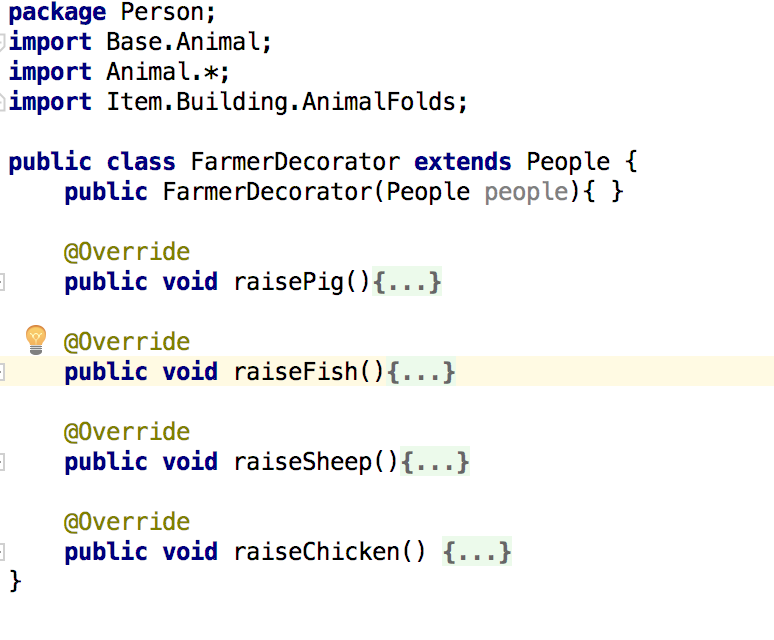 package Person;
import Base.Animal;
import Animal.*;
import Item.Building.AnimalFolds;
public class FarmerDecorator extends People {
public FarmerDecorator(People people){ }
@Override
public void raisePig(){...}
@Override
public void raiseFish(){...}
@Override
public void raiseSheep(){...}
@Override
public void raiseChicken() {...}
}